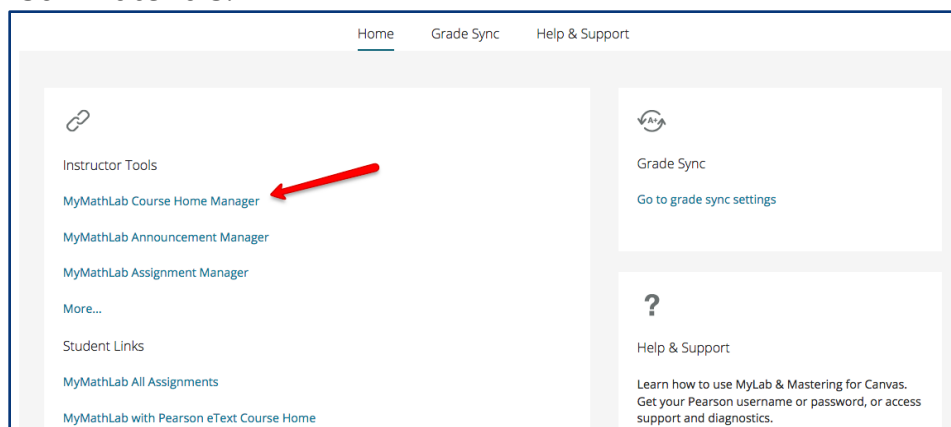 Home Grade Sync Help & Support
Instructor Tools
MyMathLab Course Home Manager
MyMathLab Announcement Manager
MyMathLab Assignment Manager
More...
Student Links
MyMathLab All Assignments
MyMathLab with Pearson eText Course Home
A+
Grade Sync
Go to grade sync settings
?
Help & Support
Learn how to use MyLab & Mastering for Canvas.
Get your Pearson username or password, or access
support and diagnostics.